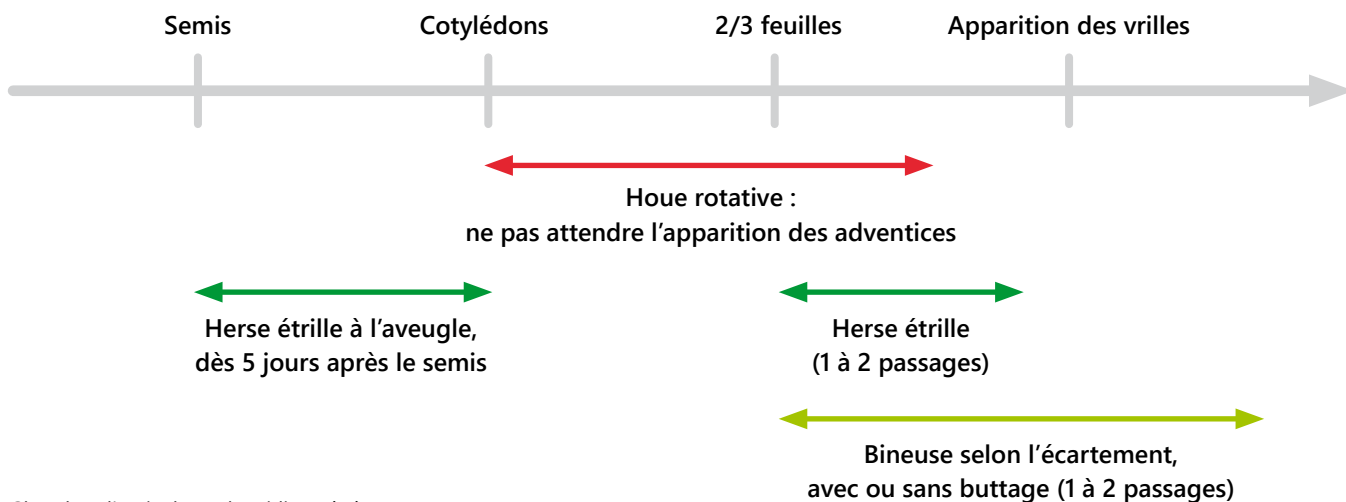 Semis
Cotylédons
2/3 feuilles
Apparition des vrilles
Houe rotative :
ne pas attendre l’apparition des adventices
Herse étrille à l’aveugle,
dès 5 jours après le semis
Herse étrille
(1 à 2 passages)
Bineuse selon l’écartement,
avec ou sans buttage (1 à 2 passages)